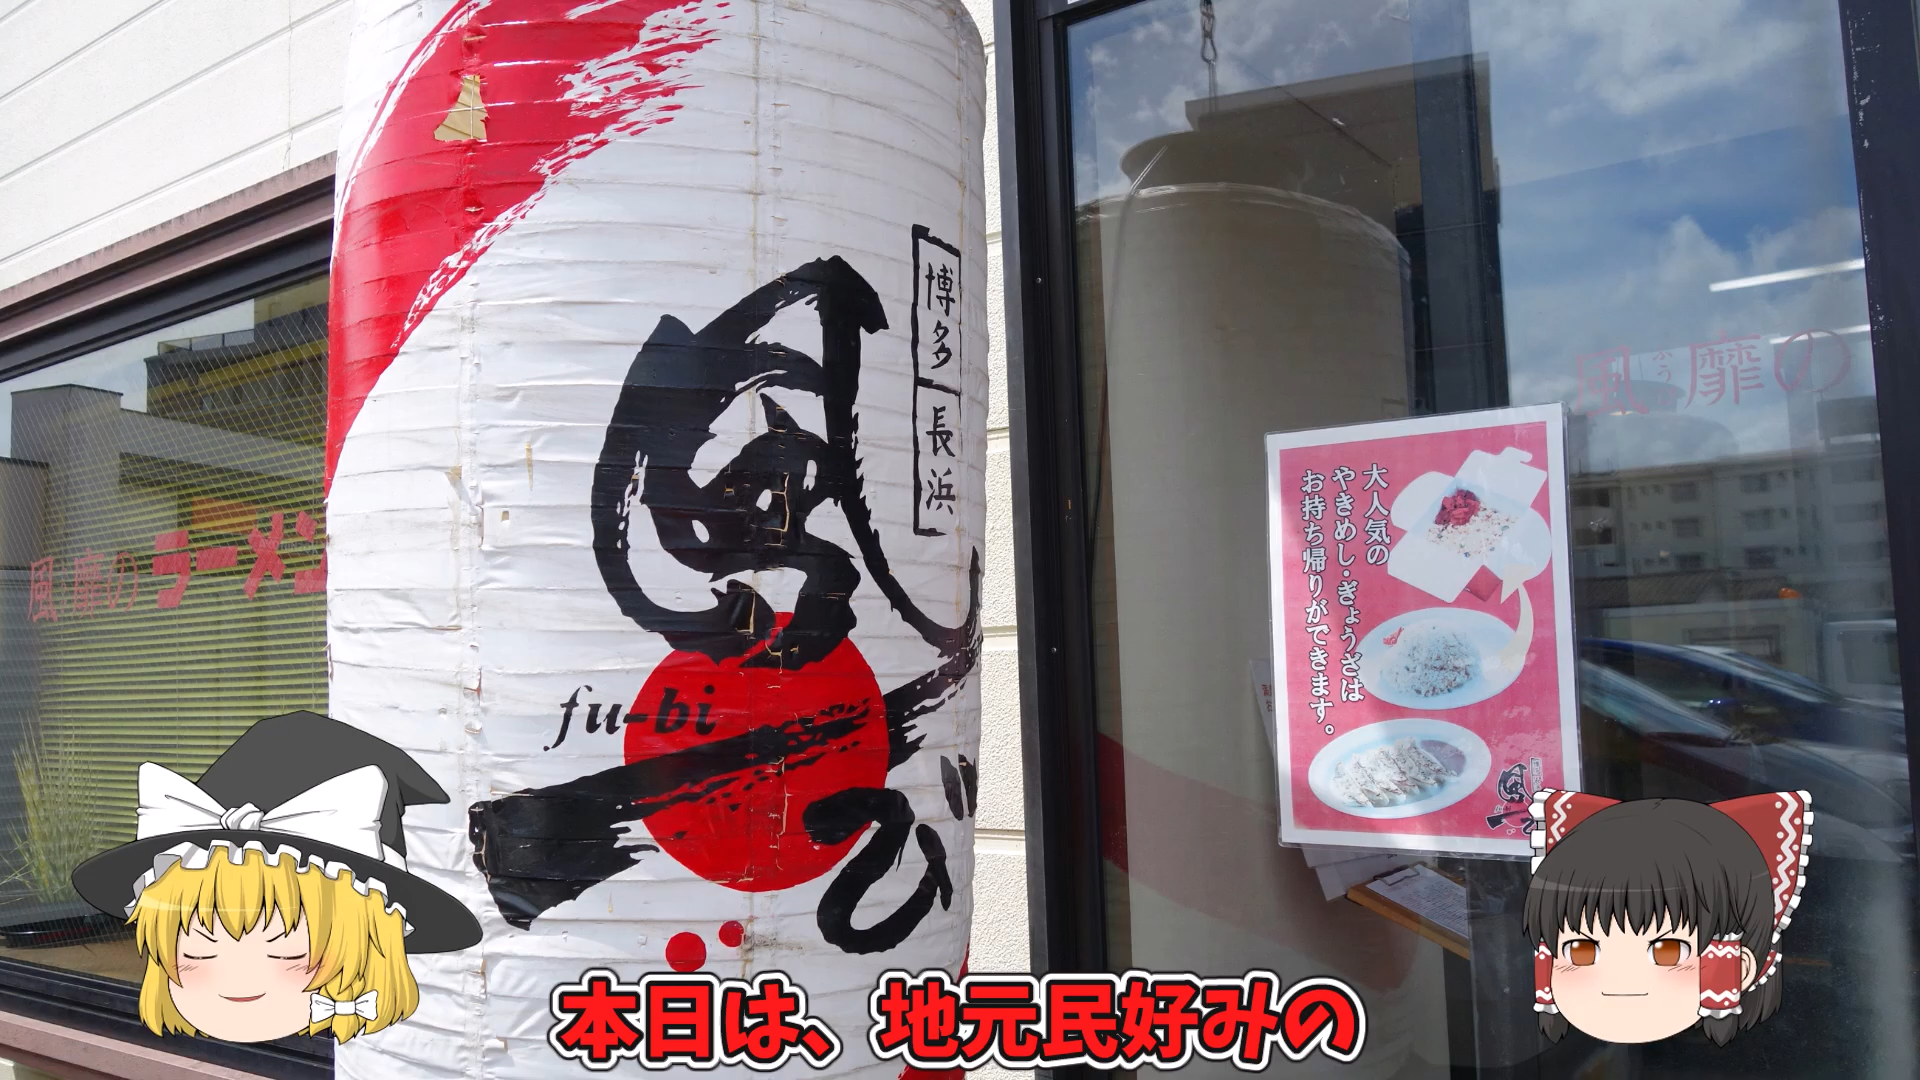 博多長浜
風び
fu-bi
風靡の
ラーメン
風靡の
ふう
大人気の
やきめし・ぎょうざは
お持ち帰りができます。
本日は、地元民好みの